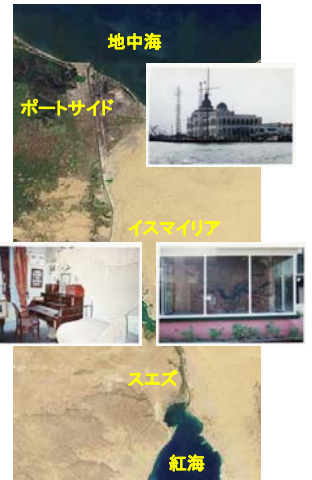 地中海
ポートサイド
イスマイリア
スエズ
紅海